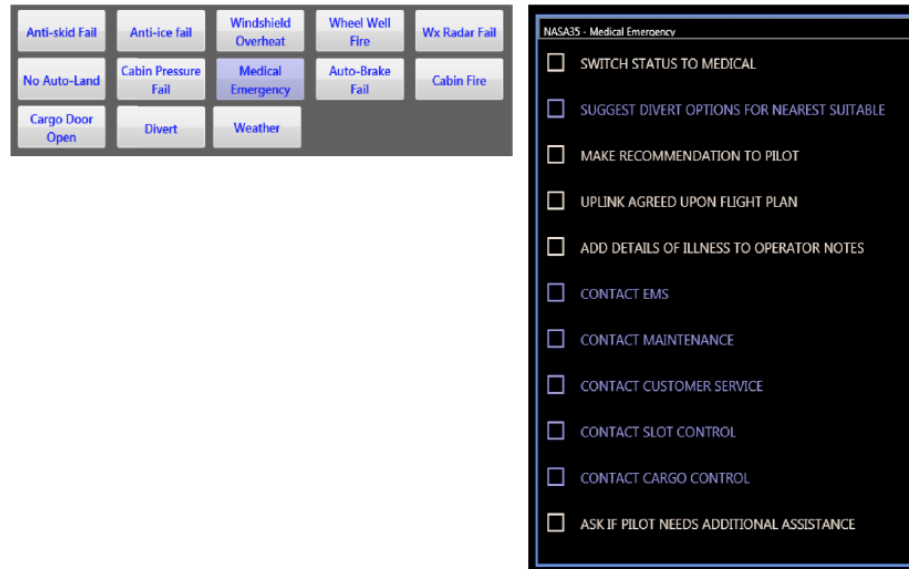 Anti-skid Fail
Anti-ice fail
Windshield
Overheat
Wheel Well
Fire
Wx Radar Fail
No Auto-Land
Cabin Pressure
Fail
Medical
Emergency
Auto-Brake
Fail
Cabin Fire
Cargo Door
Open
Divert
Weather
NASA35 - Medical Emergency
SWITCH STATUS TO MEDICAL
SUGGEST DIVERT OPTIONS FOR NEAREST SUITABLE
MAKE RECOMMENDATION TO PILOT
UPLINK AGREED UPON FLIGHT PLAN
ADD DETAILS OF ILLNESS TO OPERATOR NOTES
CONTACT EMS
CONTACT MAINTENANCE
CONTACT CUSTOMER SERVICE
CONTACT SLOT CONTROL
CONTACT CARGO CONTROL
ASK IF PILOT NEEDS ADDITIONAL ASSISTANCE